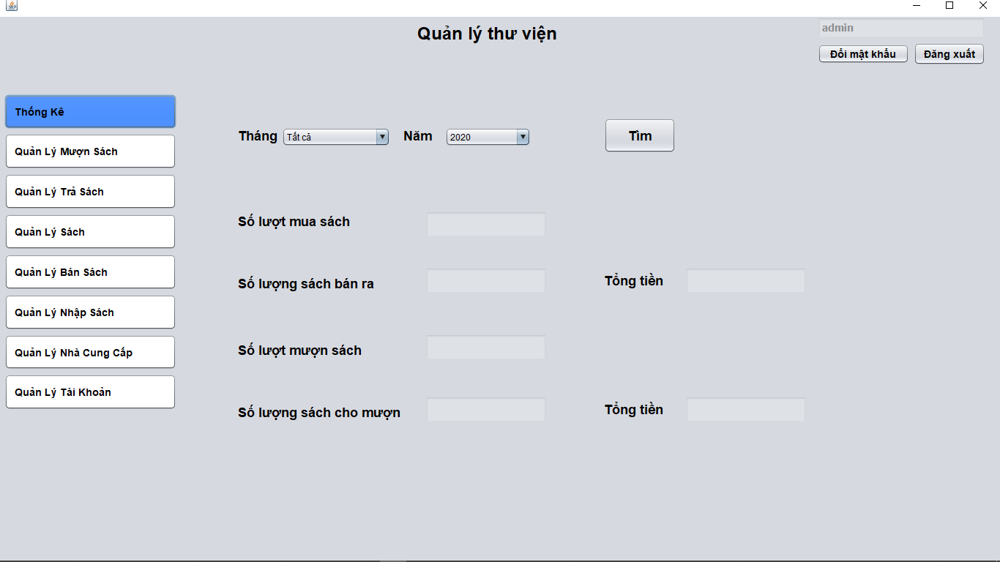 Quản lý thư viện
admin
Đổi mật khẩu
Đăng xuất
Thống Kê
Quản Lý Mượn Sách
Quản Lý Trả Sách
Quản Lý Sách
Quản Lý Bán Sách
Quản Lý Nhập Sách
Quản Lý Nhà Cung Cấp
Quản Lý Tài Khoản
Tháng Tất cả Năm 2020 Tìm
Số lượt mua sách
Số lượng sách bán ra Tổng tiền
Số lượt mượn sách
Số lượng sách cho mượn Tổng tiền